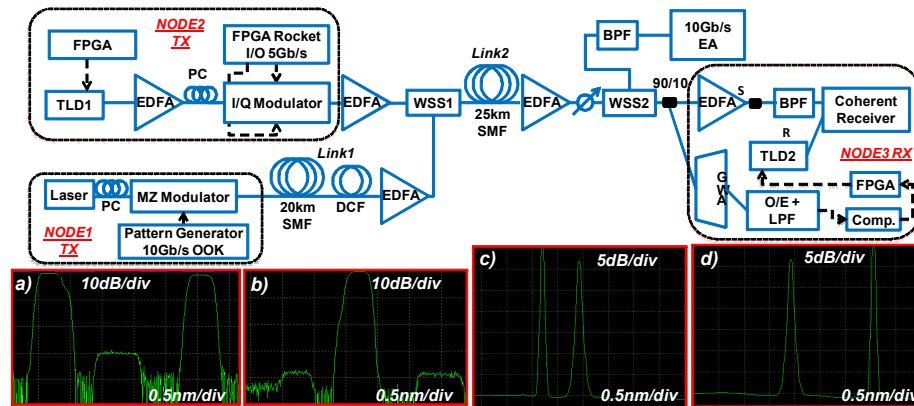 NODE2
TX
FPGA
TLD1
EDFA
PC
FPGA Rocket
I/O 5Gb/s
I/Q Modulator
EDFA
WSS1
Link2
25km
SMF
EDFA
BPF
10Gb/s
EA
WSS2
90/10
EDFA
S
BPF
Coherent
Receiver
R
TLD2
NODE3 RX
FPGA
GWA
O/E +
LPF
Comp.
Laser
PC
MZ Modulator
NODE1
TX
Pattern Generator
10Gb/s OOK
Link1
20km
SMF
DCF
EDFA
a)
10dB/div
0.5nm/div
b)
10dB/div
0.5nm/div
c)
5dB/div
0.5nm/div
d)
5dB/div
0.5nm/div